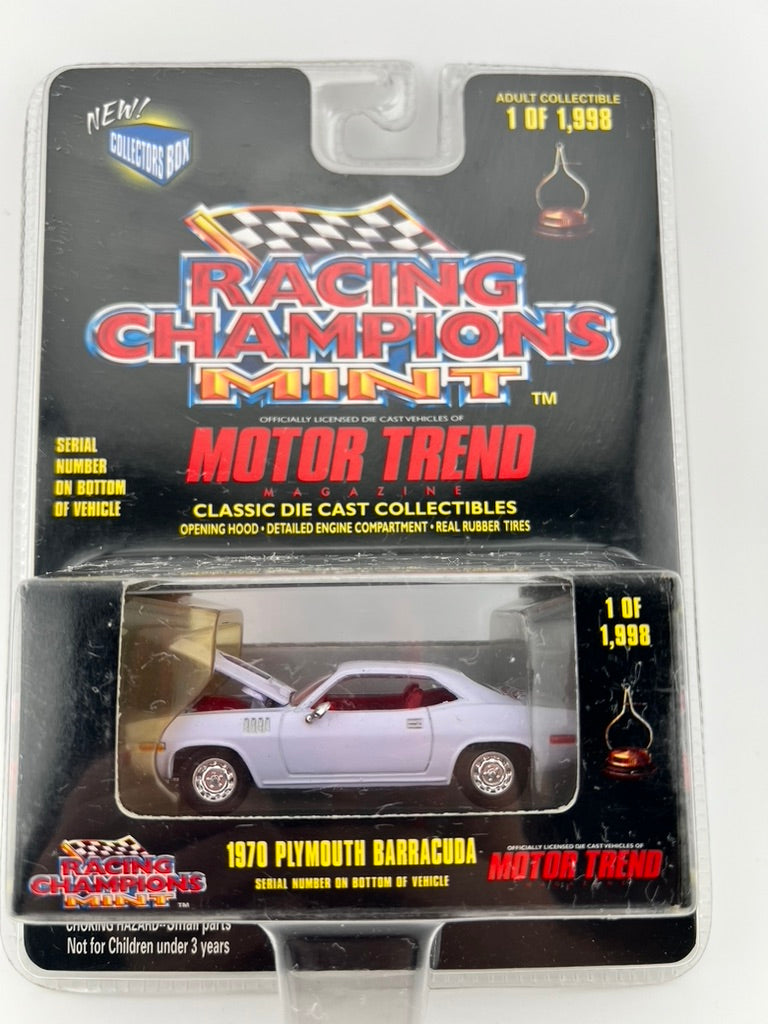 NEW!
COLLECTORS BOX
ADULT COLLECTIBLE
1 OF 1,998
RACING
CHAMPIONS
MINT™
OFFICIALLY LICENSED DIE CAST VEHICLES OF
MOTOR TREND
MAGAZINE
SERIAL
NUMBER
ON BOTTOM
OF VEHICLE
CLASSIC DIE CAST COLLECTIBLES
OPENING HOOD • DETAILED ENGINE COMPARTMENT • REAL RUBBER TIRES
1 OF
1,998
RACING
CHAMPIONS
MINT™
1970 PLYMOUTH BARRACUDA
SERIAL NUMBER ON BOTTOM OF VEHICLE
OFFICIALLY LICENSED DIE CAST VEHICLES OF
MOTOR TREND
MAGAZINE
CHOKING HAZARD--Small parts
Not for Children under 3 years